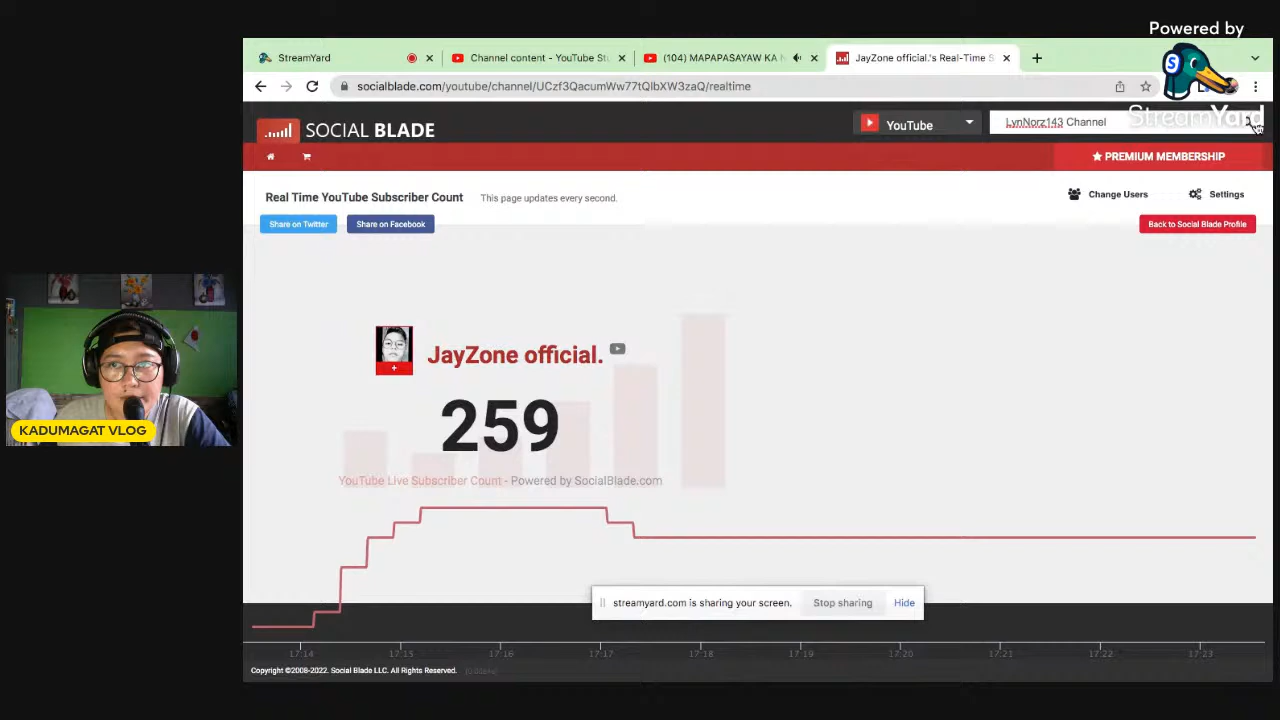 Powered by
StreamYard
StreamYard
Channel content - YouTube Stu
(104) MAPAPASAYAW KA
JayZone official.'s Real-Time S
socialblade.com/youtube/channel/UCzf3QacumWw77tQIbXW3zaQ/realtime
SOCIAL BLADE
YouTube
LynNorz143 Channel
PREMIUM MEMBERSHIP
Real Time YouTube Subscriber Count
This page updates every second.
Change Users
Settings
Share on Twitter
Share on Facebook
Back to Social Blade Profile
JayZone official.
259
YouTube Live Subscriber Count - Powered by SocialBlade.com
KADUMAGAT VLOG
streamyard.com is sharing your screen.
Stop sharing
Hide
17:14 17:15 17:16 17:17 17:18 17:19 17:20 17:21 17:22 17:23
Copyright ©2008-2022. Social Blade LLC. All Rights Reserved.